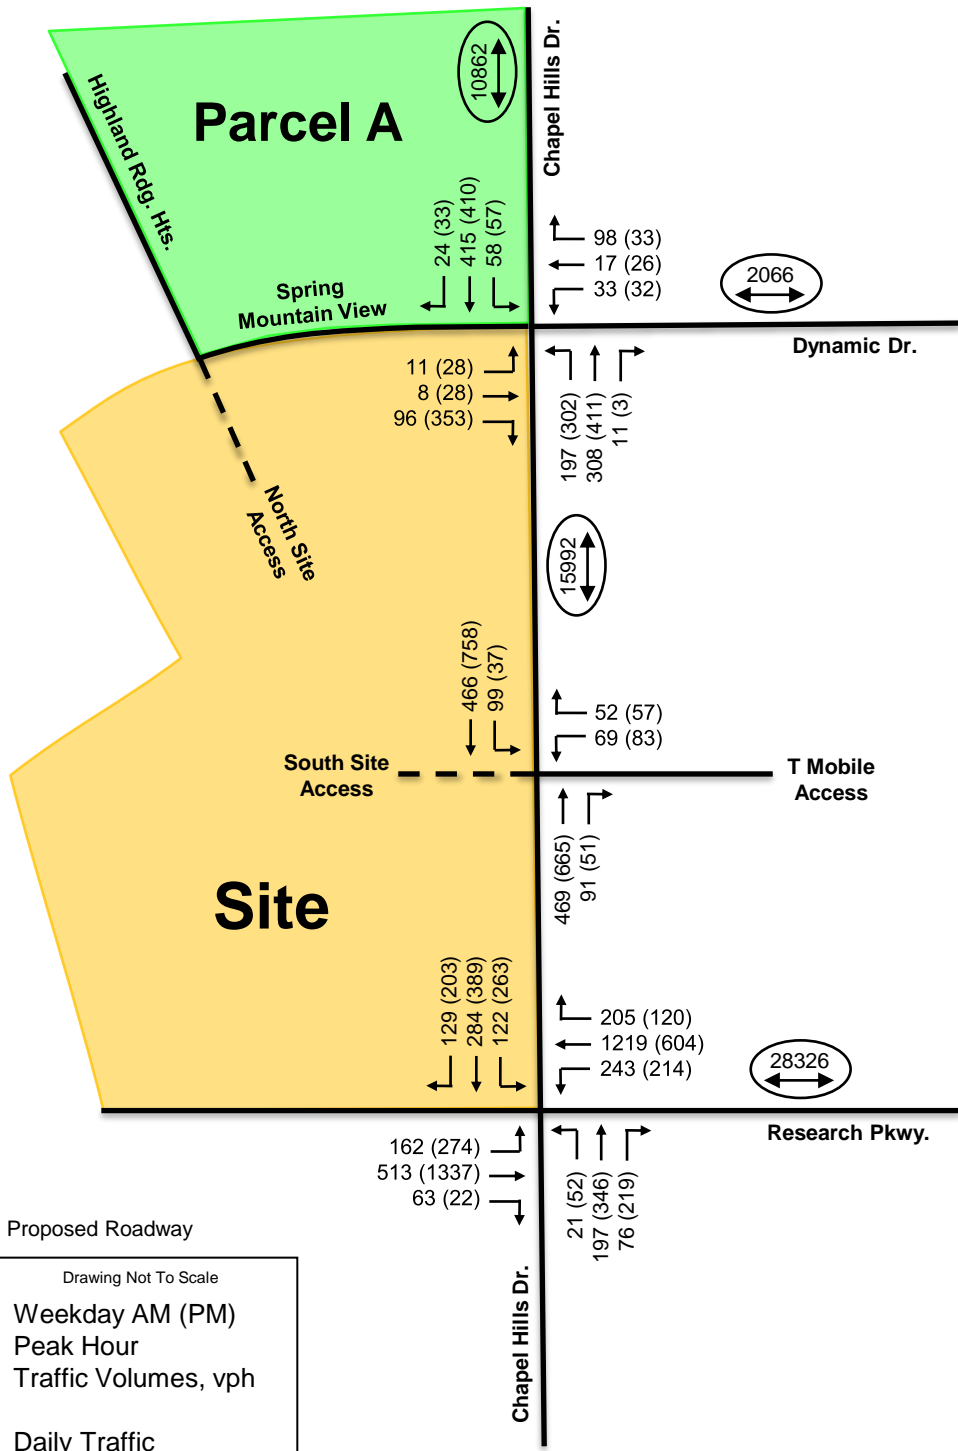 10862
Chapel Hills Dr.
Highland Rdg. Hts.
Parcel A
24 (33)
415 (410)
58 (57)
98 (33)
17 (26)
33 (32)
2066
Spring
Mountain View
Dynamic Dr.
11 (28)
8 (28)
96 (353)
197 (302)
308 (411)
11 (3)
North Site
Access
15992
466 (758)
99 (37)
52 (57)
69 (83)
South Site
Access
T Mobile
Access
469 (665)
91 (51)
Site
129 (203)
284 (389)
122 (263)
205 (120)
1219 (604)
243 (214)
28326
Research Pkwy.
162 (274)
513 (1337)
63 (22)
21 (52)
197 (346)
76 (219)
Proposed Roadway
Chapel Hills Dr.
Drawing Not To Scale
Weekday AM (PM)
Peak Hour
Traffic Volumes, vph
Daily Traffic